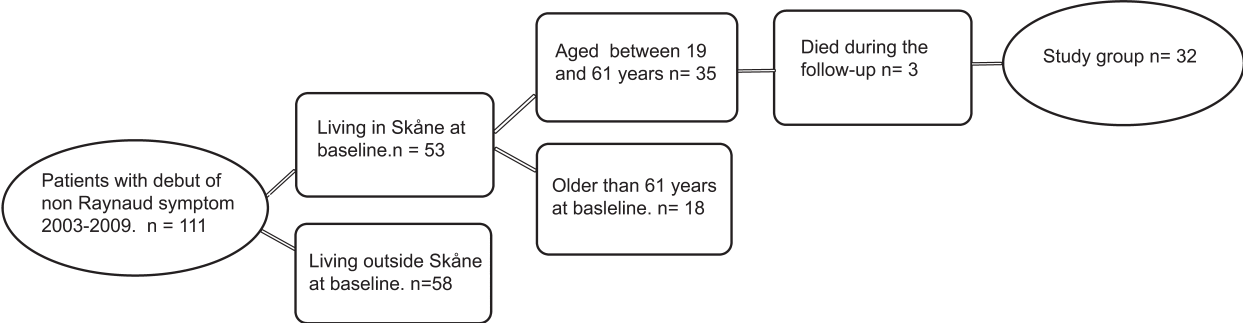 Patients with debut of
non Raynaud symptom
2003-2009.  n = 111
Living in Skåne at
baseline.n = 53
Living outside Skåne
at baseline. n=58
Aged  between 19
and 61 years n= 35
Older than 61 years
at basleline. n= 18
Died during the
follow-up n= 3
Study group n= 32